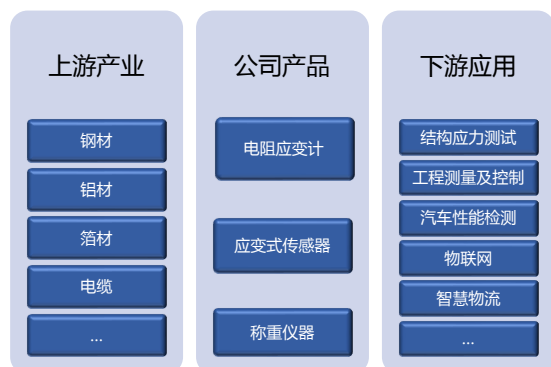 上游产业
钢材
铝材
箔材
电缆
...
公司产品
电阻应变计
应变式传感器
称重仪器
下游应用
结构应力测试
工程测量及控制
汽车性能检测
物联网
智慧物流
...